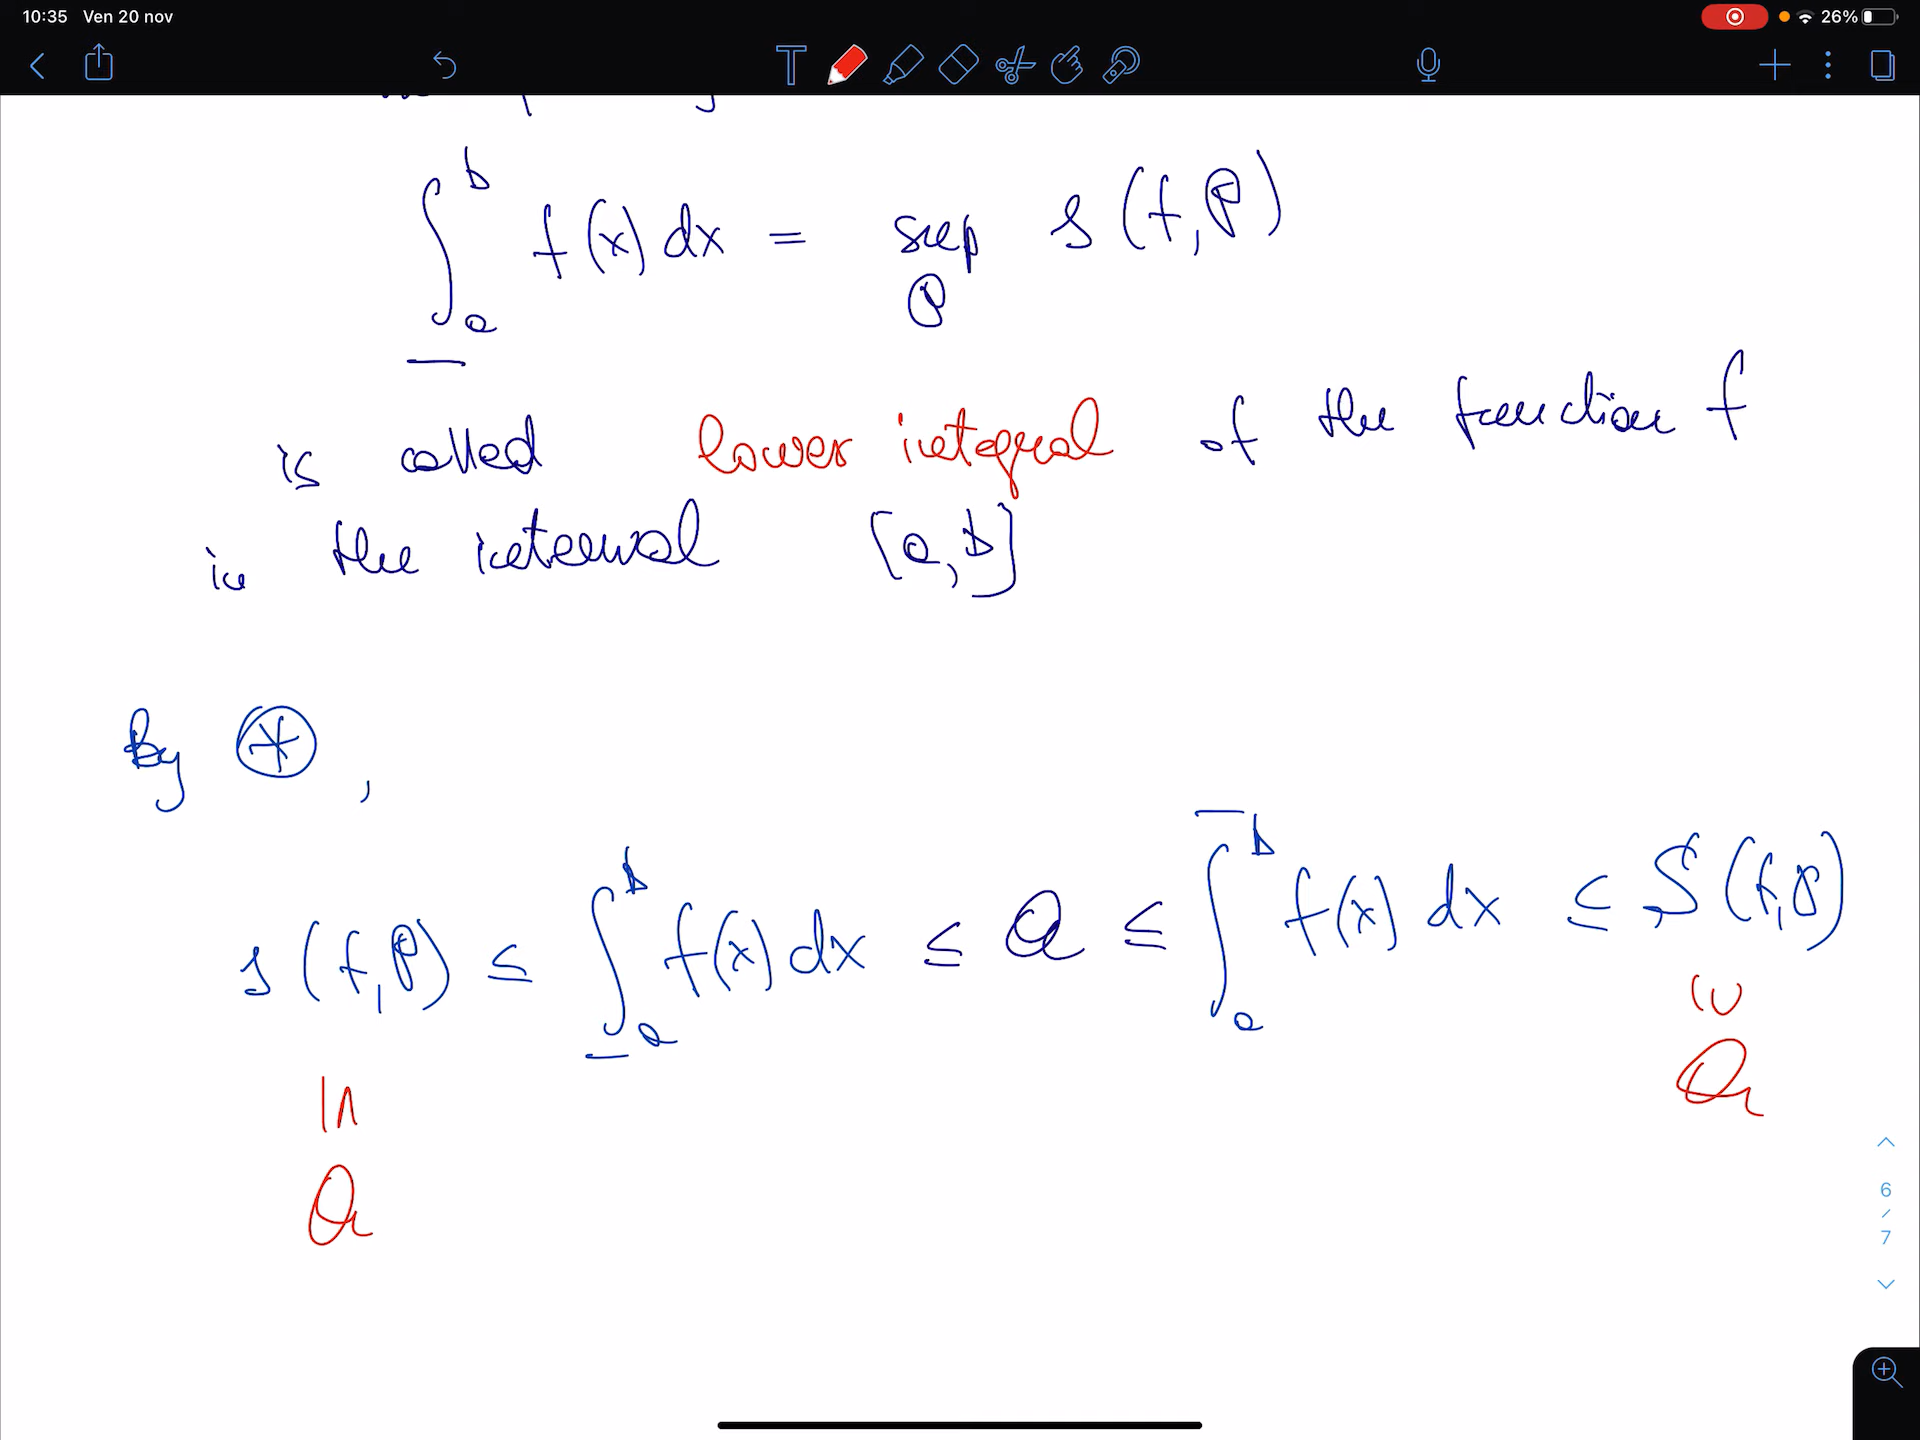 10:35 Ven 20 nov 26%
∫_a^b f(x) dx = sup_P s(f,P)
is called lower integral of the function f
in the interval [a,b]
By (*),
s(f,P) ≤ ∫_a^b f(x) dx ≤ a ≤ ∫_a^b f(x) dx ≤ S(f,P)
6
/
7